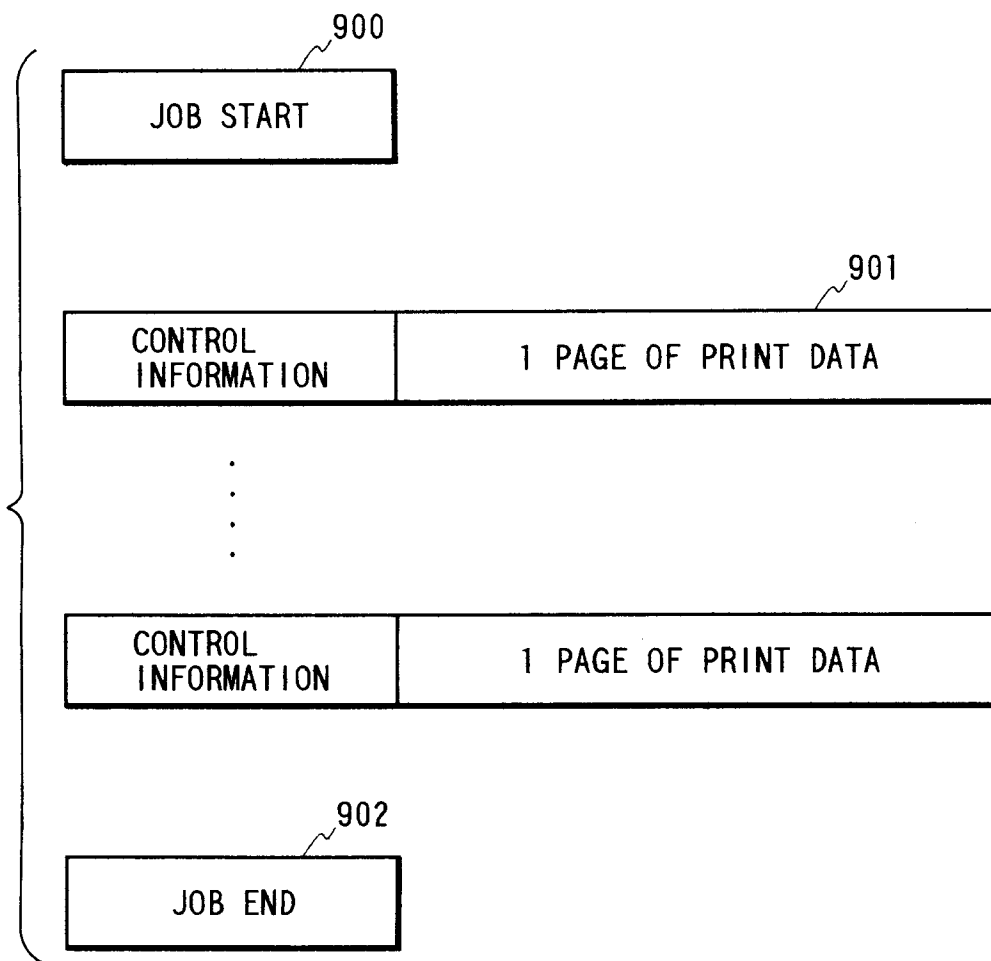 900
JOB START
901
CONTROL
INFORMATION
1 PAGE OF PRINT DATA
CONTROL
INFORMATION
1 PAGE OF PRINT DATA
902
JOB END